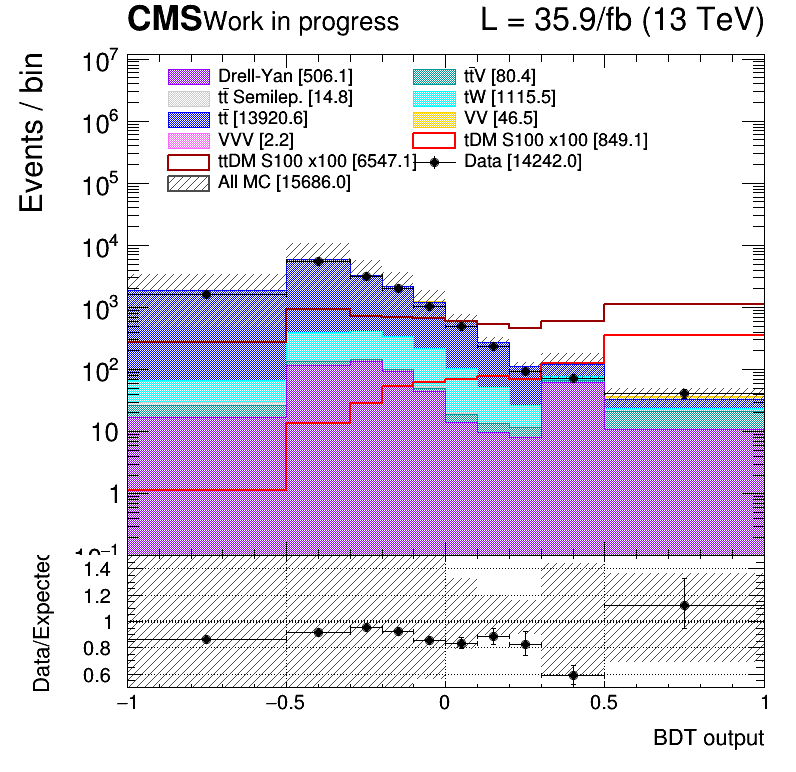 CMS Work in progress L = 35.9/fb (13 TeV)
Events / bin
Drell-Yan [506.1] tt̄V [80.4]
tt̄ Semilep. [14.8] tW [1115.5]
tt̄ [13920.6] VV [46.5]
VVV [2.2] tDM S100 x100 [849.1]
ttDM S100 x100 [6547.1] Data [14242.0]
All MC [15686.0]
10⁷
10⁶
10⁵
10⁴
10³
10²
10
1
10⁻¹
Data/Expected
1.4
1.2
1
0.8
0.6
−1 −0.5 0 0.5 1
BDT output